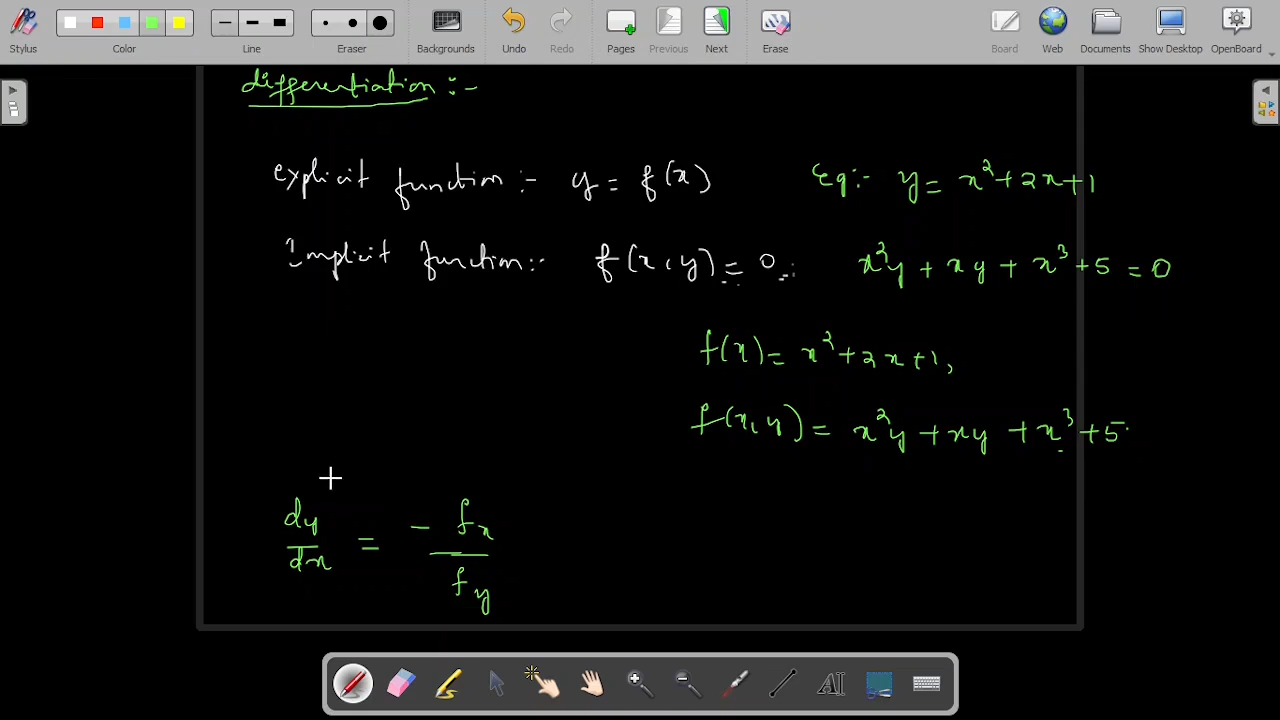 Stylus Color Line Eraser Backgrounds Undo Redo Pages Previous Next Erase Board Web Documents Show Desktop OpenBoard
differentiation :-
explicit function :- y = f(x) Eg:- y = x²+2x+1
Implicit function :- f(x,y) = 0. x²y + xy + x³+5 = 0
f(x) = x²+2x+1,
f(x,y) = x²y +xy +x³+5.
dy/dx = - fx/fy
AI